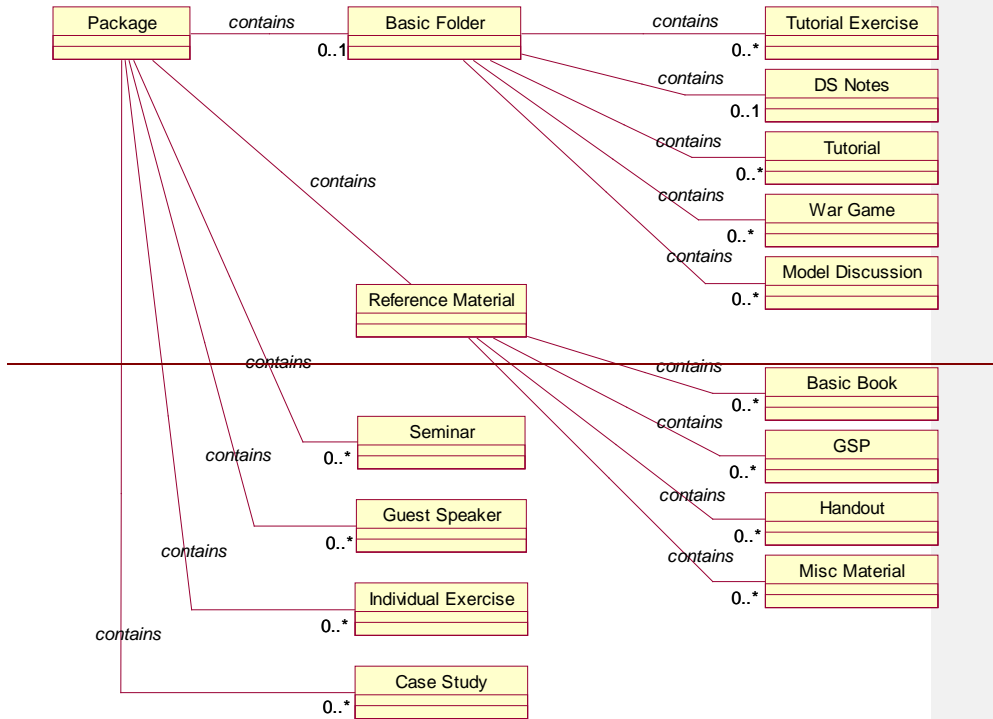 Package
contains
0..1
Basic Folder
contains
0..*
Tutorial Exercise
contains
0..1
DS Notes
contains
0..*
Tutorial
contains
0..*
War Game
contains
0..*
Model Discussion
contains
Reference Material
contains
0..*
Basic Book
contains
0..*
GSP
contains
0..*
Handout
contains
0..*
Misc Material
contains
0..*
Seminar
contains
0..*
Guest Speaker
contains
0..*
Individual Exercise
contains
0..*
Case Study